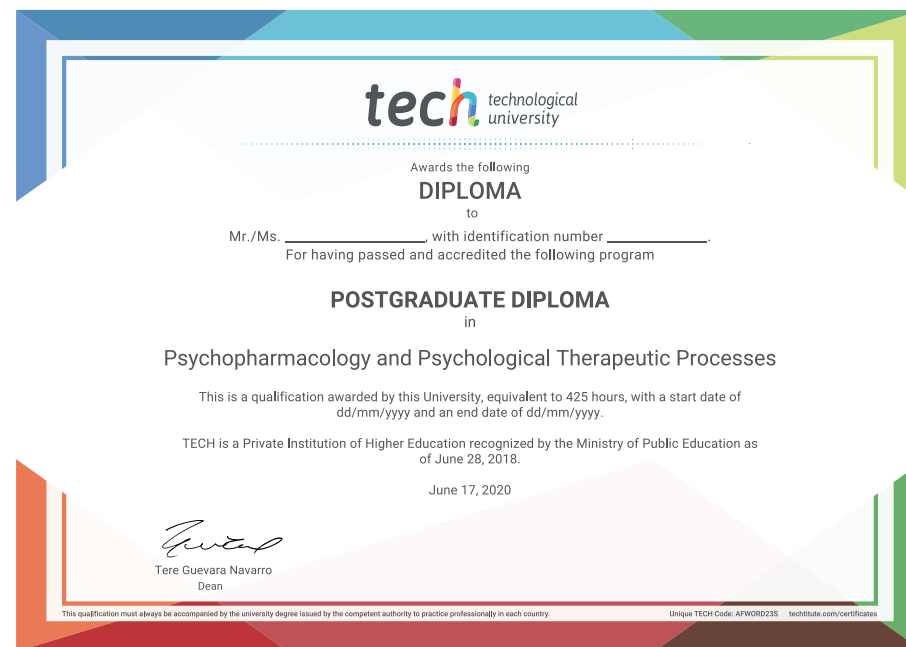 tech technological
university
Awards the following
DIPLOMA
to
Mr./Ms. ____________, with identification number _________.
For having passed and accredited the following program
POSTGRADUATE DIPLOMA
in
Psychopharmacology and Psychological Therapeutic Processes
This is a qualification awarded by this University, equivalent to 425 hours, with a start date of
dd/mm/yyyy and an end date of dd/mm/yyyy.
TECH is a Private Institution of Higher Education recognized by the Ministry of Public Education as
of June 28, 2018.
June 17, 2020
Tere Guevara Navarro
Dean
This qualification must always be accompanied by the university degree issued by the competent authority to practice professionally in each country.
Unique TECH Code: AFWORD23S techtitute.com/certificates